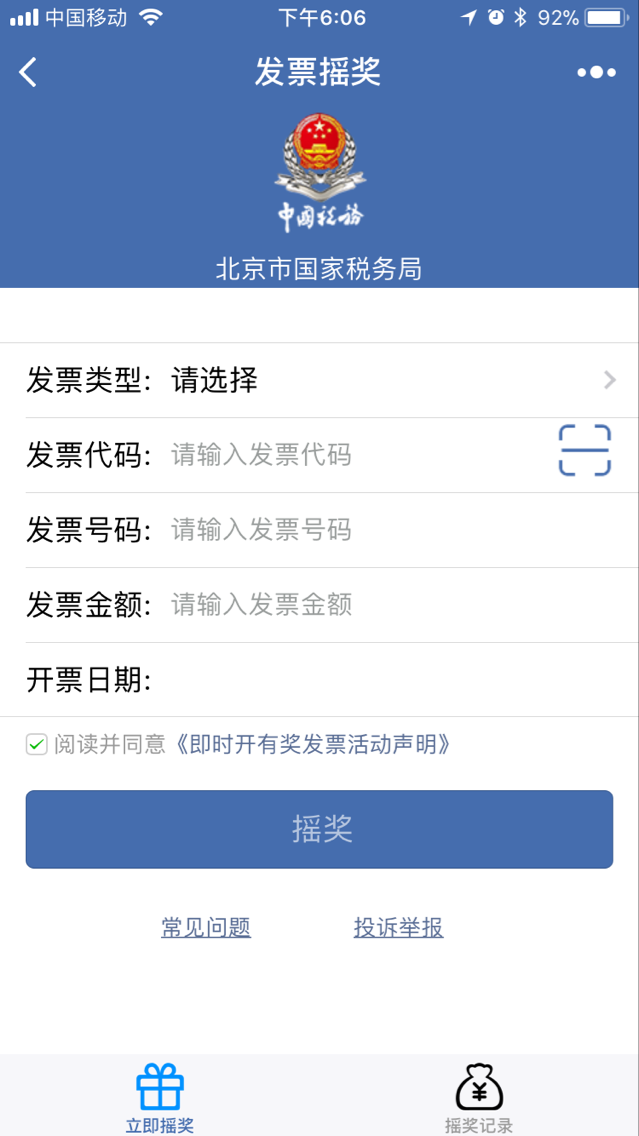 中国移动 下午6:06 92%
发票摇奖
中国税务
北京市国家税务局
发票类型: 请选择
发票代码: 请输入发票代码
发票号码: 请输入发票号码
发票金额: 请输入发票金额
开票日期:
阅读并同意《即时开有奖发票活动声明》
摇奖
常见问题 投诉举报
立即摇奖 摇奖记录